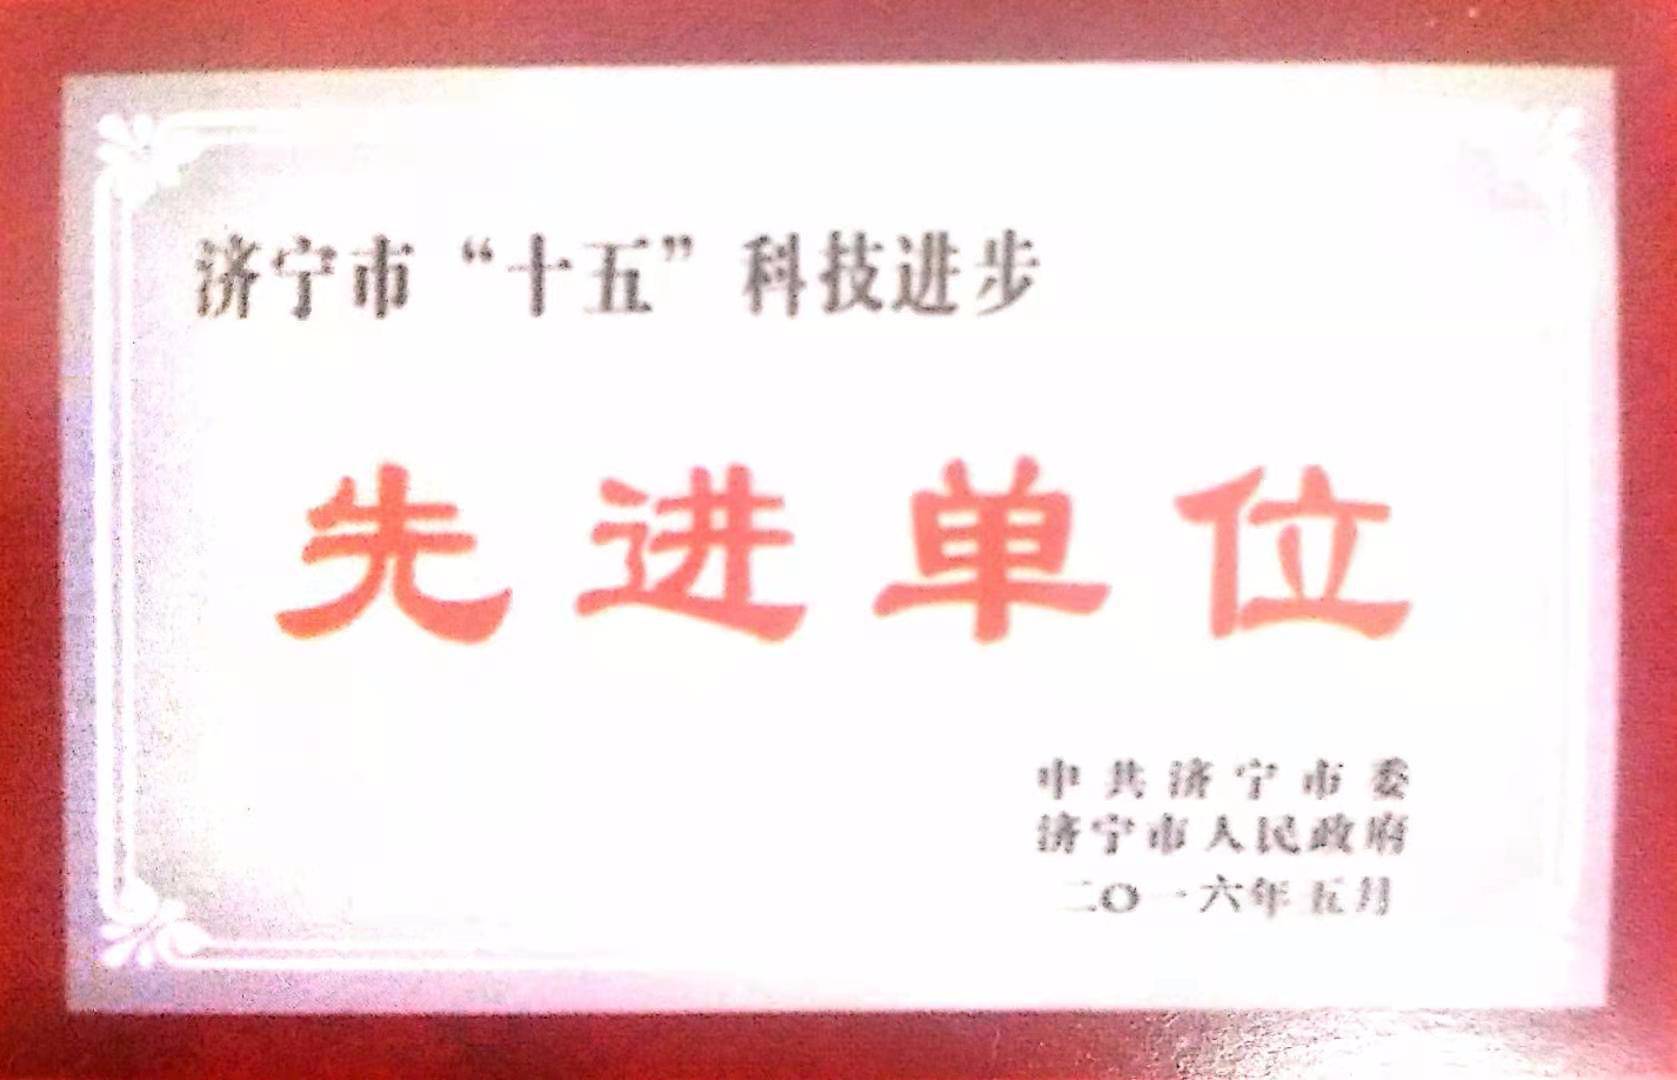 济宁市“十五”科技进步
先进单位
中共济宁市委
济宁市人民政府
二〇一六年五月